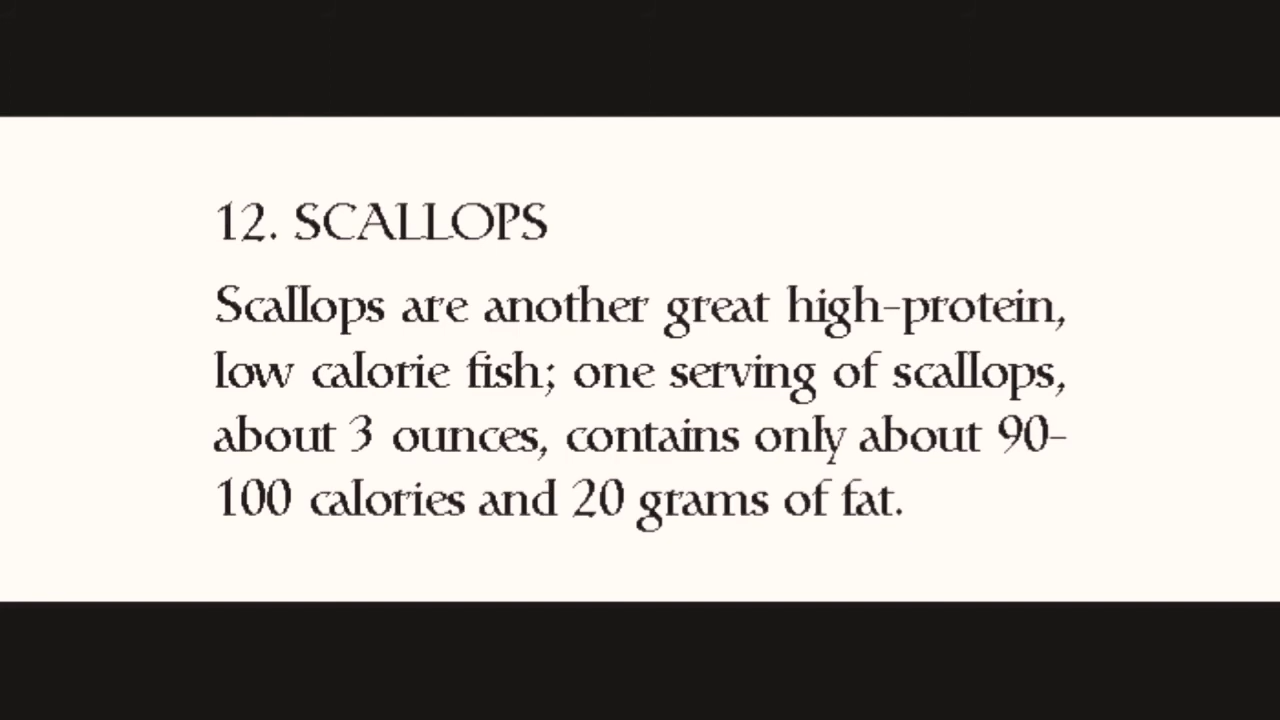 12. SCALLOPS
Scallops are another great high-protein,
low calorie fish; one serving of scallops,
about 3 ounces, contains only about 90-
100 calories and 20 grams of fat.